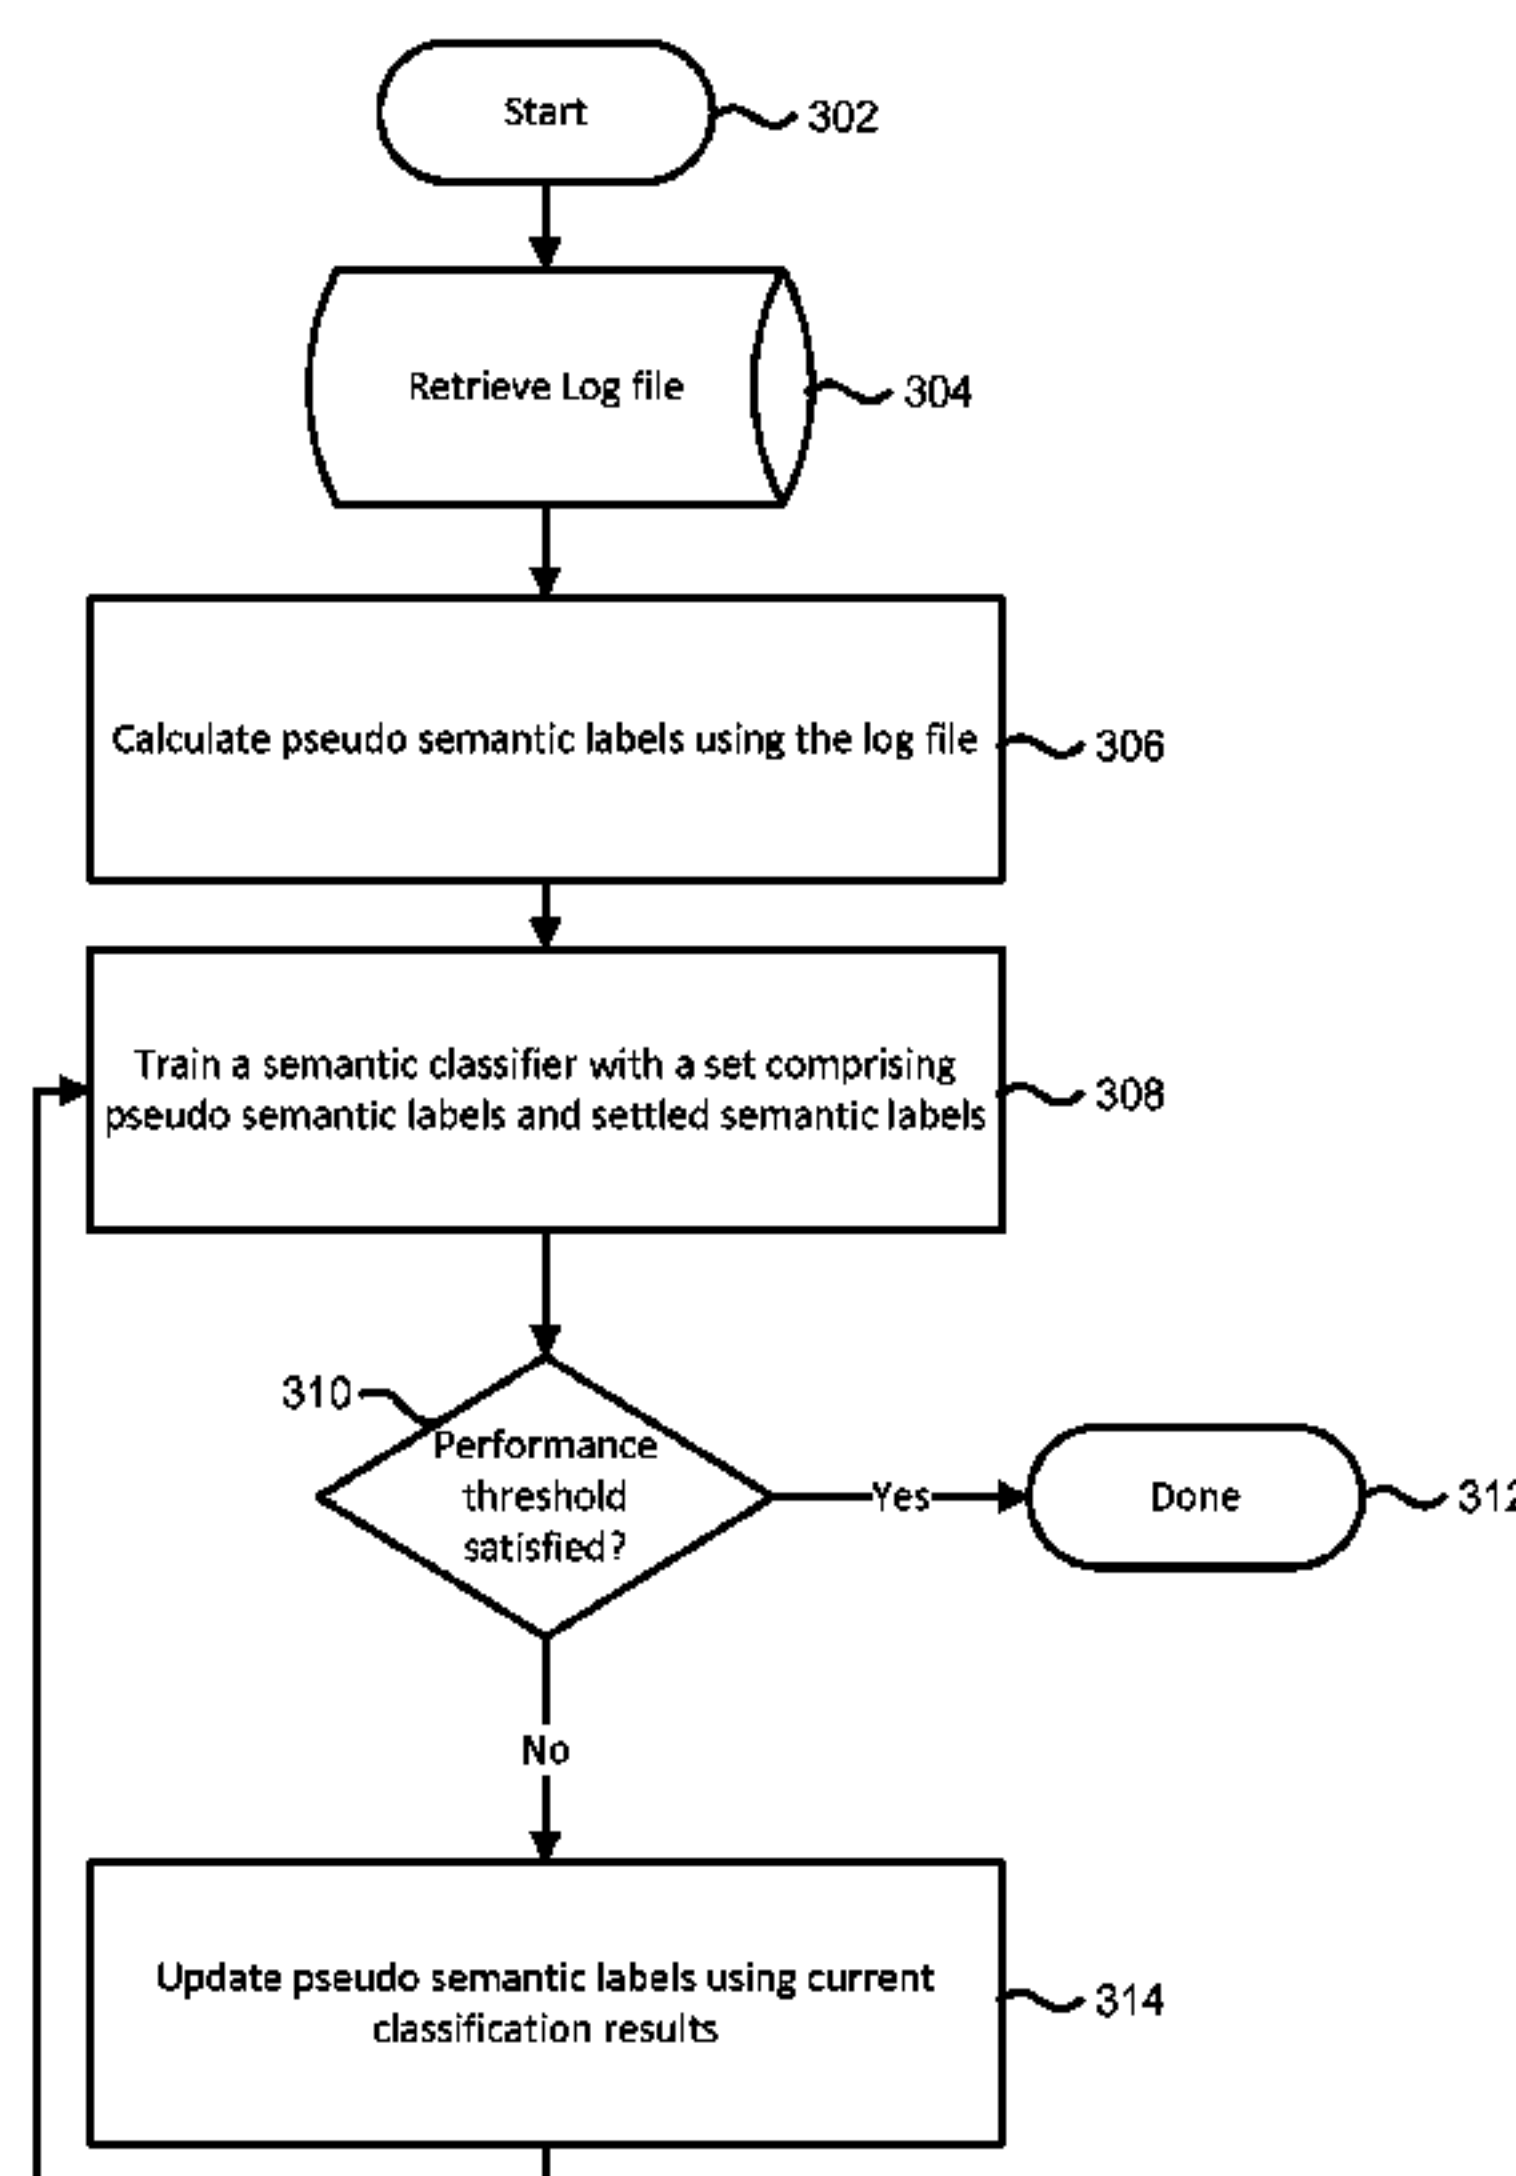 Start
302
Retrieve Log file
304
Calculate pseudo semantic labels using the log file
306
Train a semantic classifier with a set comprising
pseudo semantic labels and settled semantic labels
308
310
Performance
threshold
satisfied?
Yes
Done
312
No
Update pseudo semantic labels using current
classification results
314